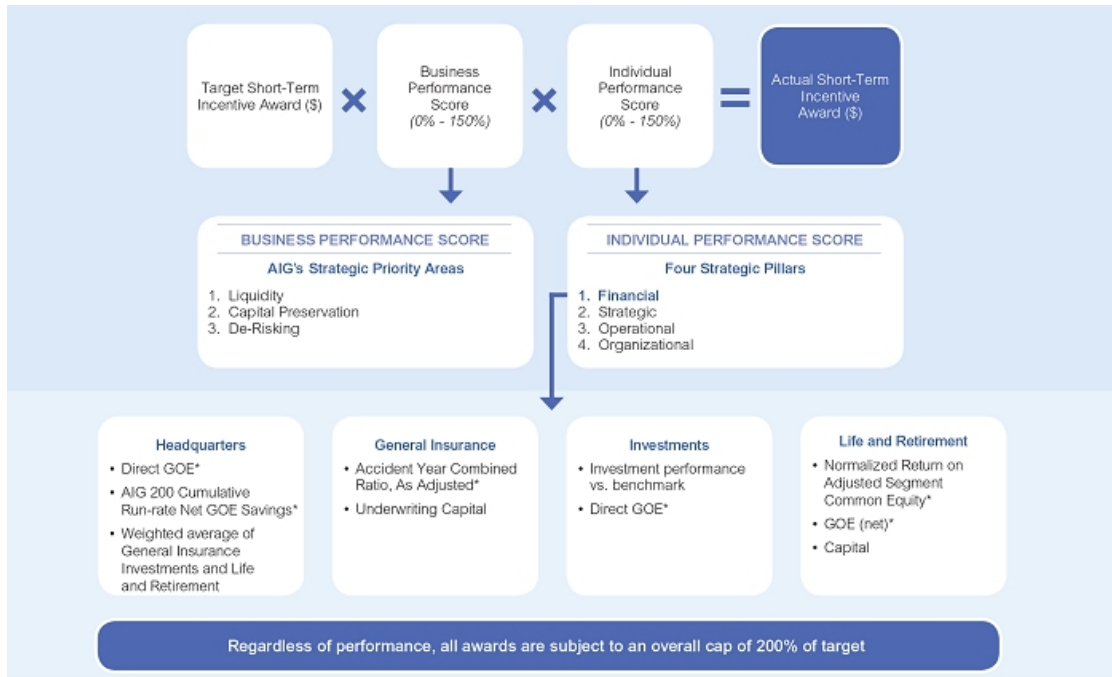 Target Short-Term
Incentive Award ($)
×
Business
Performance
Score
(0% - 150%)
×
Individual
Performance
Score
(0% - 150%)
=
Actual Short-Term
Incentive
Award ($)
BUSINESS PERFORMANCE SCORE
AIG's Strategic Priority Areas
1. Liquidity
2. Capital Preservation
3. De-Risking
INDIVIDUAL PERFORMANCE SCORE
Four Strategic Pillars
1. Financial
2. Strategic
3. Operational
4. Organizational
Headquarters
• Direct GOE*
• AIG 200 Cumulative
Run-rate Net GOE Savings*
• Weighted average of
General Insurance
Investments and Life
and Retirement
General Insurance
• Accident Year Combined
Ratio, As Adjusted*
• Underwriting Capital
Investments
• Investment performance
vs. benchmark
• Direct GOE*
Life and Retirement
• Normalized Return on
Adjusted Segment
Common Equity*
• GOE (net)*
• Capital
Regardless of performance, all awards are subject to an overall cap of 200% of target